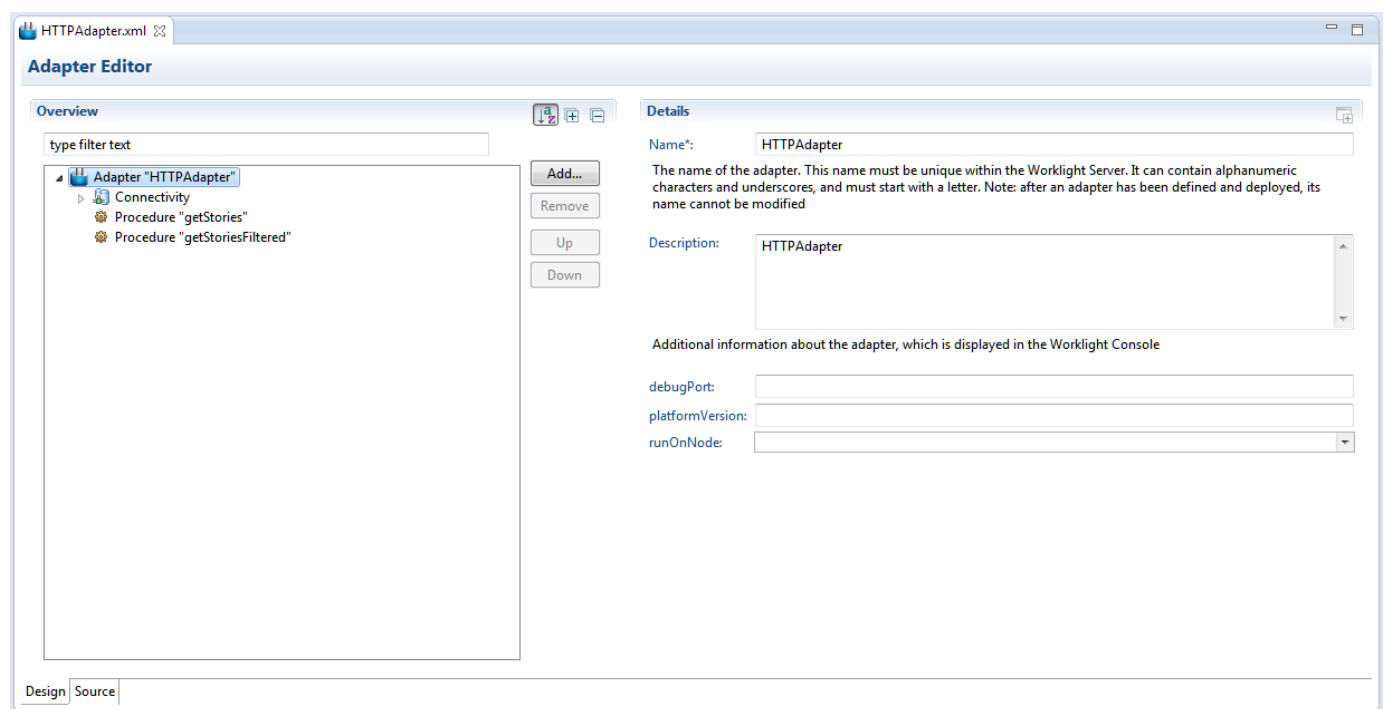 HTTPAdapter.xml
Adapter Editor
Overview
type filter text
Adapter "HTTPAdapter"
Connectivity
Procedure "getStories"
Procedure "getStoriesFiltered"
Add...
Remove
Up
Down
Details
Name*:
HTTPAdapter
The name of the adapter. This name must be unique within the Worklight Server. It can contain alphanumeric
characters and underscores, and must start with a letter. Note: after an adapter has been defined and deployed, its
name cannot be modified
Description:
HTTPAdapter
Additional information about the adapter, which is displayed in the Worklight Console
debugPort:
platformVersion:
runOnNode:
Design
Source